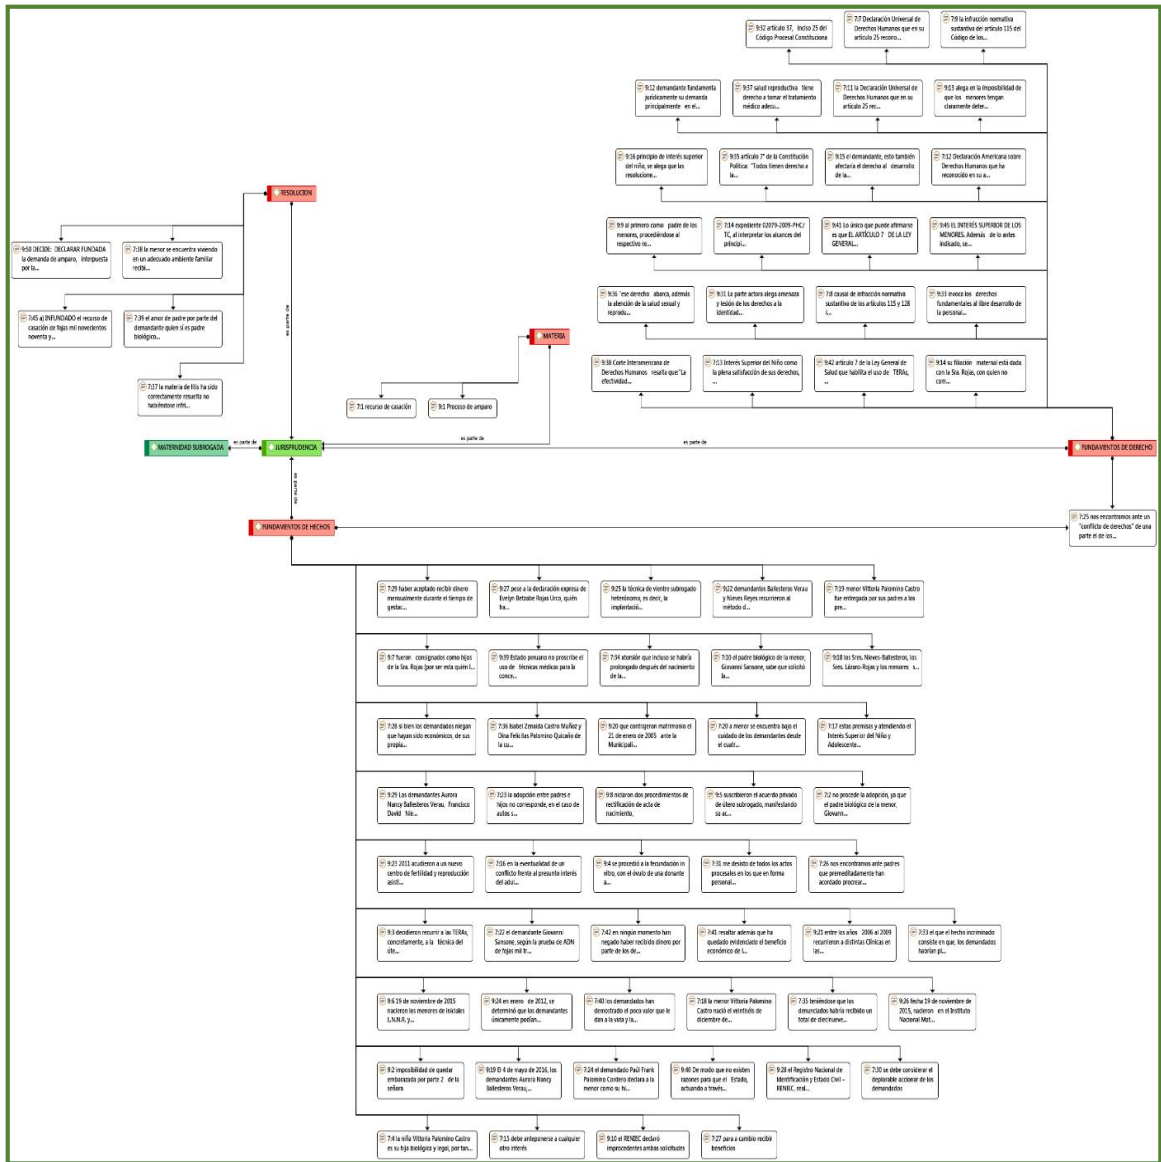 9:32 artículo 37, inciso 25 del
Código Procesal Constituciona
7:7 Declaración Universal de
Derechos Humanos que en su
artículo 25 recono...
7:9 la infracción normativa
sustantiva del artículo 115 del
Código de los...
9:12 demandante fundamenta
jurídicamente su demanda
principalmente en el...
9:37 salud reproductiva tiene
derecho a tomar el tratamiento
médico adecu...
7:11 la Declaración Universal de
Derechos Humanos que en su
artículo 25 rec...
9:13 alega en la imposibilidad de
que los menores tengan
claramente deter...
9:16 principio de interés superior
del niño, se alega que las
resolucione...
9:35 artículo 7° de la Constitución
Política: "Todos tienen derecho a
la...
9:15 el demandante, esto también
afectaría el derecho al desarrollo
de la...
7:12 Declaración Americana sobre
Derechos Humanos que ha
reconocido en su a...
RESOLUCION
9:50 DECIDE: DECLARAR FUNDADA
la demanda de amparo, interpuesta
por la...
7:38 la menor se encuentra viviendo
en un adecuado ambiente familiar
recibi...
9:9 al primero como padre de los
menores, procediéndose al
respectivo re...
7:14 expediente 02079-2009-PHC/
TC, al interpretar los alcances del
principi...
9:41 Lo único que puede afirmarse
es que EL ARTÍCULO 7 DE LA LEY
GENERAL...
9:45 EL INTERÉS SUPERIOR DE LOS
MENORES. Además de lo antes
indicado, se...
7:45 a) INFUNDADO el recurso de
casación de fojas mil novecientos
noventa y...
7:39 el amor de padre por parte del
demandante quien sí es padre
biológico...
es parte de
9:36 "ese derecho abarca, además
la atención de la salud sexual y
reprodu...
9:31 La parte actora alega amenaza
y lesión de los derechos a la
identidad...
7:8 causal de infracción normativa
sustantiva de los artículos 115 y 128
i...
9:33 invoca los derechos
fundamentales al libre desarrollo de
la personal...
MATERIA
7:37 la materia de litis ha sido
correctamente resuelta no
habiéndose infri...
7:1 recurso de casación
9:1 Proceso de amparo
9:38 Corte Interamericana de
Derechos Humanos resalta que"La
efectividad...
7:13 Interés Superior del Niño como
la plena satisfacción de sus derechos,
...
9:42 artículo 7 de la Ley General de
Salud que habilita el uso de TERAs,
...
9:14 su filiación maternal está dada
con la Sra. Rojas, con quien no
com...
MATERNIDAD SUBROGADA
es parte de
JURISPRUDENCIA
es parte de
es parte de
FUNDAMENTOS DE DERECHO
es parte de
FUNDAMENTOS DE HECHOS
7:25 nos encontramos ante un
"conflicto de derechos" de una
parte el de los...
7:29 haber aceptado recibir dinero
mensualmente durante el tiempo de
gestac...
9:27 pese a la declaración expresa de
Evelyn Betzabe Rojas Urco, quién
ha...
9:25 la técnica de vientre subrogado
heterónomo, es decir, la
implantació...
9:22 demandantes Ballesteros Verau
y Nieves Reyes recurrieron al
método d...
7:19 menor Vittoria Palomino Castro
fue entregada por sus padres a los
pre...
9:7 fueron consignados como hijos
de la Sra. Rojas (por ser esta quién l...
9:39 Estado peruano no proscribe el
uso de técnicas médicas para la
conce...
7:34 xtorsión que incluso se habría
prolongado después del nacimiento
de la...
7:10 el padre biológico de la menor,
Giovanni Sansone, sabe que solicitó
la...
9:18 los Sres. Nieves-Ballesteros, los
Sres. Lázaro-Rojas y los menores s...
7:28 si bien los demandados niegan
que hayan sido económicos, de sus
propia...
7:36 Isabel Zenaida Castro Muñoz y
Dina Felicitas Palomino Quicaño de
la cu...
9:20 que contrajeron matrimonio el
21 de enero de 2005 ante la
Municipali...
7:20 a menor se encuentra bajo el
cuidado de los demandantes desde
el cuatr...
7:17 estas premisas y atendiendo el
Interés Superior del Niño y
Adolescente...
9:29 Los demandantes Aurora
Nancy Ballesteros Verau, Francisco
David Nie...
7:23 la adopción entre padres e
hijos no corresponde, en el caso de
autos s...
9:8 niciaron dos procedimientos de
rectificación de acta de
nacimiento,
9:5 suscribieron el acuerdo privado
de útero subrogado, manifestando
su ac...
7:2 no procede la adopción, ya que
el padre biológico de la menor,
Giovann...
9:23 2011 acudieron a un nuevo
centro de fertilidad y reproducción
asisti...
7:16 en la eventualidad de un
conflicto frente al presunto interés
del adul...
9:4 se procedió a la fecundación in
vitro, con el óvulo de una donante
a...
7:31 me desisto de todos los actos
procesales en los que en forma
personal...
7:26 nos encontramos ante padres
que premeditadamente han
acordado procrear...
9:3 decidieron recurrir a las TERAs,
concretamente, a la técnica del
úte...
7:22 el demandante Giovanni
Sansone, según la prueba de ADN
de fojas mil tr...
7:42 en ningún momento han
negado haber recibido dinero por
parte de los de...
7:41 resaltar además que ha
quedado evidenciado el beneficio
económico de l...
9:21 entre los años 2006 al 2009
recurrieron a distintas Clínicas en
las...
7:33 el que el hecho incriminado
consiste en que, los demandados
habrían pl...
9:6 19 de noviembre de 2015
nacieron los menores de iniciales
L.N.N.R. y...
9:24 en enero de 2012, se
determinó que los demandantes
únicamente podían...
7:40 los demandados han
demostrado el poco valor que le
dan a la vida y la...
7:18 la menor Vittoria Palomino
Castro nació el veintiséis de
diciembre de...
7:35 teniéndose que los
denunciados habría recibido un
total de diecinueve...
9:26 fecha 19 de noviembre de
2015, nacieron en el Instituto
Nacional Mat...
9:2 imposibilidad de quedar
embarazada por parte 2 de la
señora
9:19 El 4 de mayo de 2016, los
demandantes Aurora Nancy
Ballesteros Verau,...
7:24 el demandado Paúl Frank
Palomino Cordero declara a la
menor como su hi...
9:40 De modo que no existen
razones para que el Estado,
actuando a través...
9:28 el Registro Nacional de
Identificación y Estado Civil –
RENIEC, real...
7:30 se debe considerar el
deplorable accionar de los
demandados
7:4 la niña Vittoria Palomino Castro
es su hija biológica y legal, por tan...
7:15 debe anteponerse a cualquier
otro interés
9:10 el RENIEC declaró
improcedentes ambas solicitudes
7:27 para a cambio recibir
beneficios